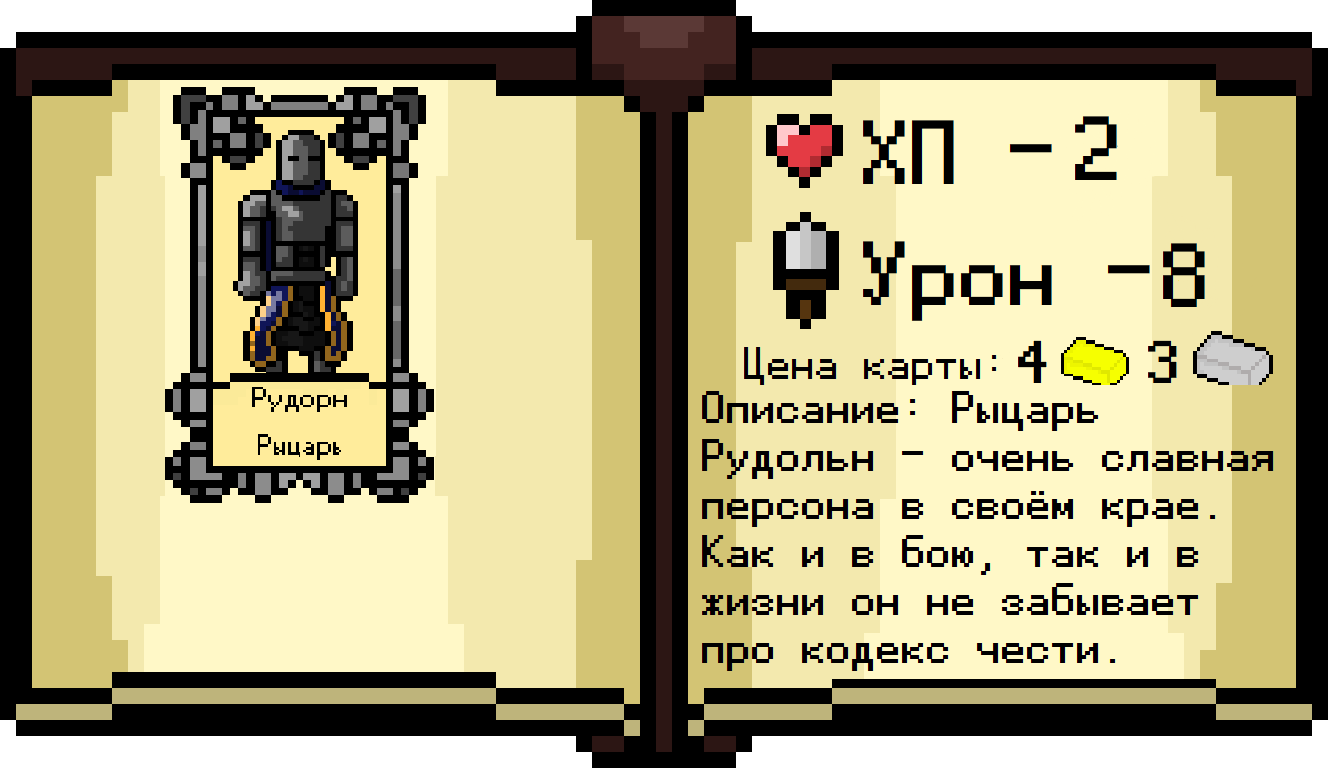 Рудорн
Рыцарь
ХП -2
Урон -8
Цена карты: 4 3
Описание: Рыцарь
Рудольн - очень славная
персона в своём крае.
Как и в бою, так и в
жизни он не забывает
про кодекс чести.